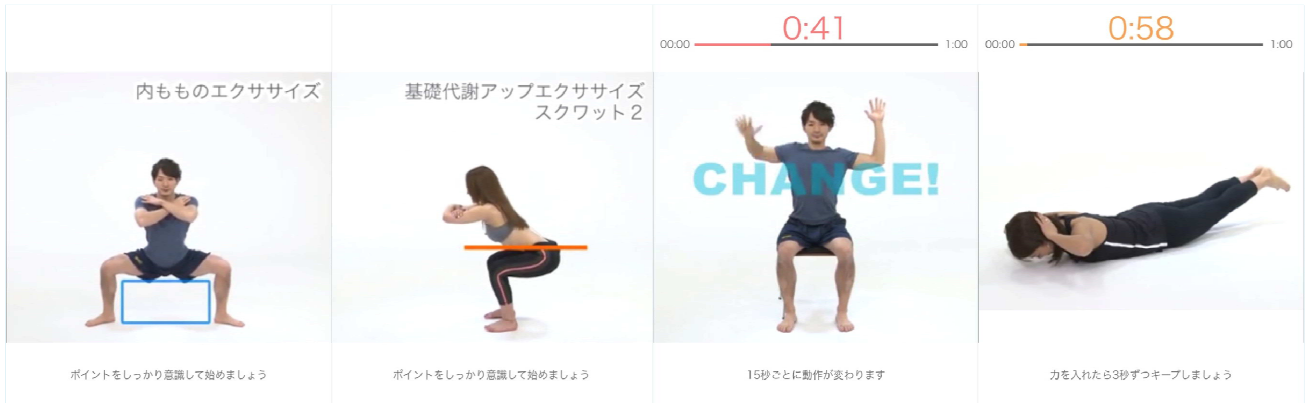 内もものエクササイズ
ポイントをしっかり意識して始めましょう
基礎代謝アップエクササイズ
スクワット2
ポイントをしっかり意識して始めましょう
0:41
00:00 1:00
CHANGE!
15秒ごとに動作が変わります
0:58
00:00 1:00
力を入れたら3秒ずつキープしましょう